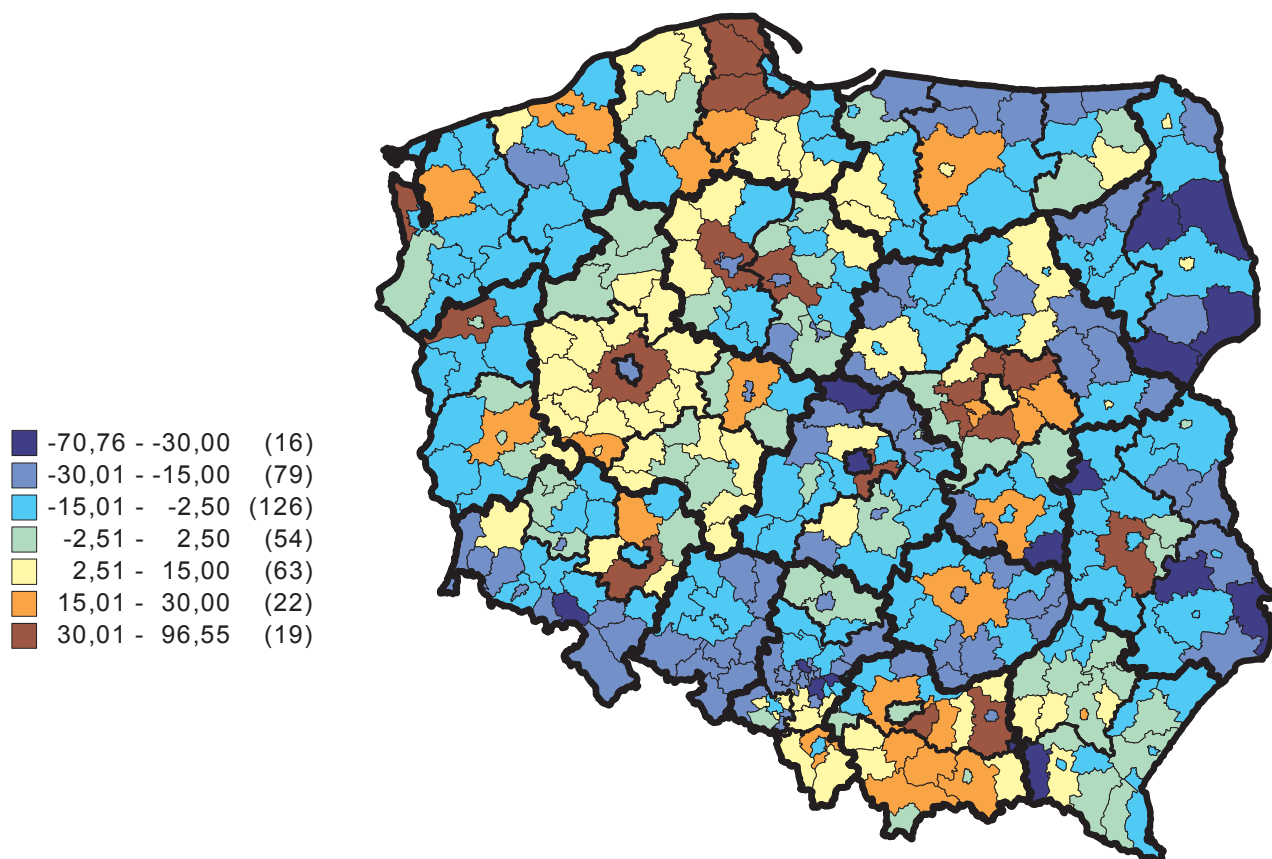 -70,76 - -30,00 (16)
-30,01 - -15,00 (79)
-15,01 - -2,50 (126)
-2,51 - 2,50 (54)
2,51 - 15,00 (63)
15,01 - 30,00 (22)
30,01 - 96,55 (19)